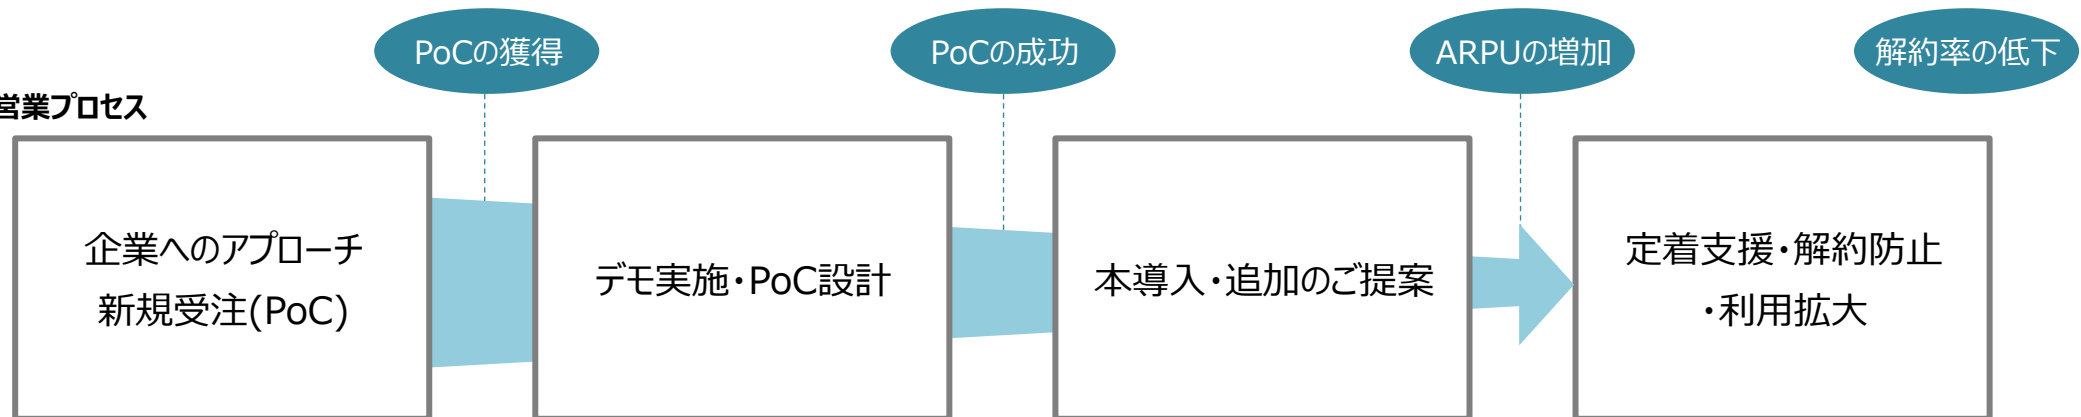 PoCの獲得
PoCの成功
ARPUの増加
解約率の低下
営業プロセス
企業へのアプローチ
新規受注(PoC)
デモ実施・PoC設計
本導入・追加のご提案
定着支援・解約防止
・利用拡大